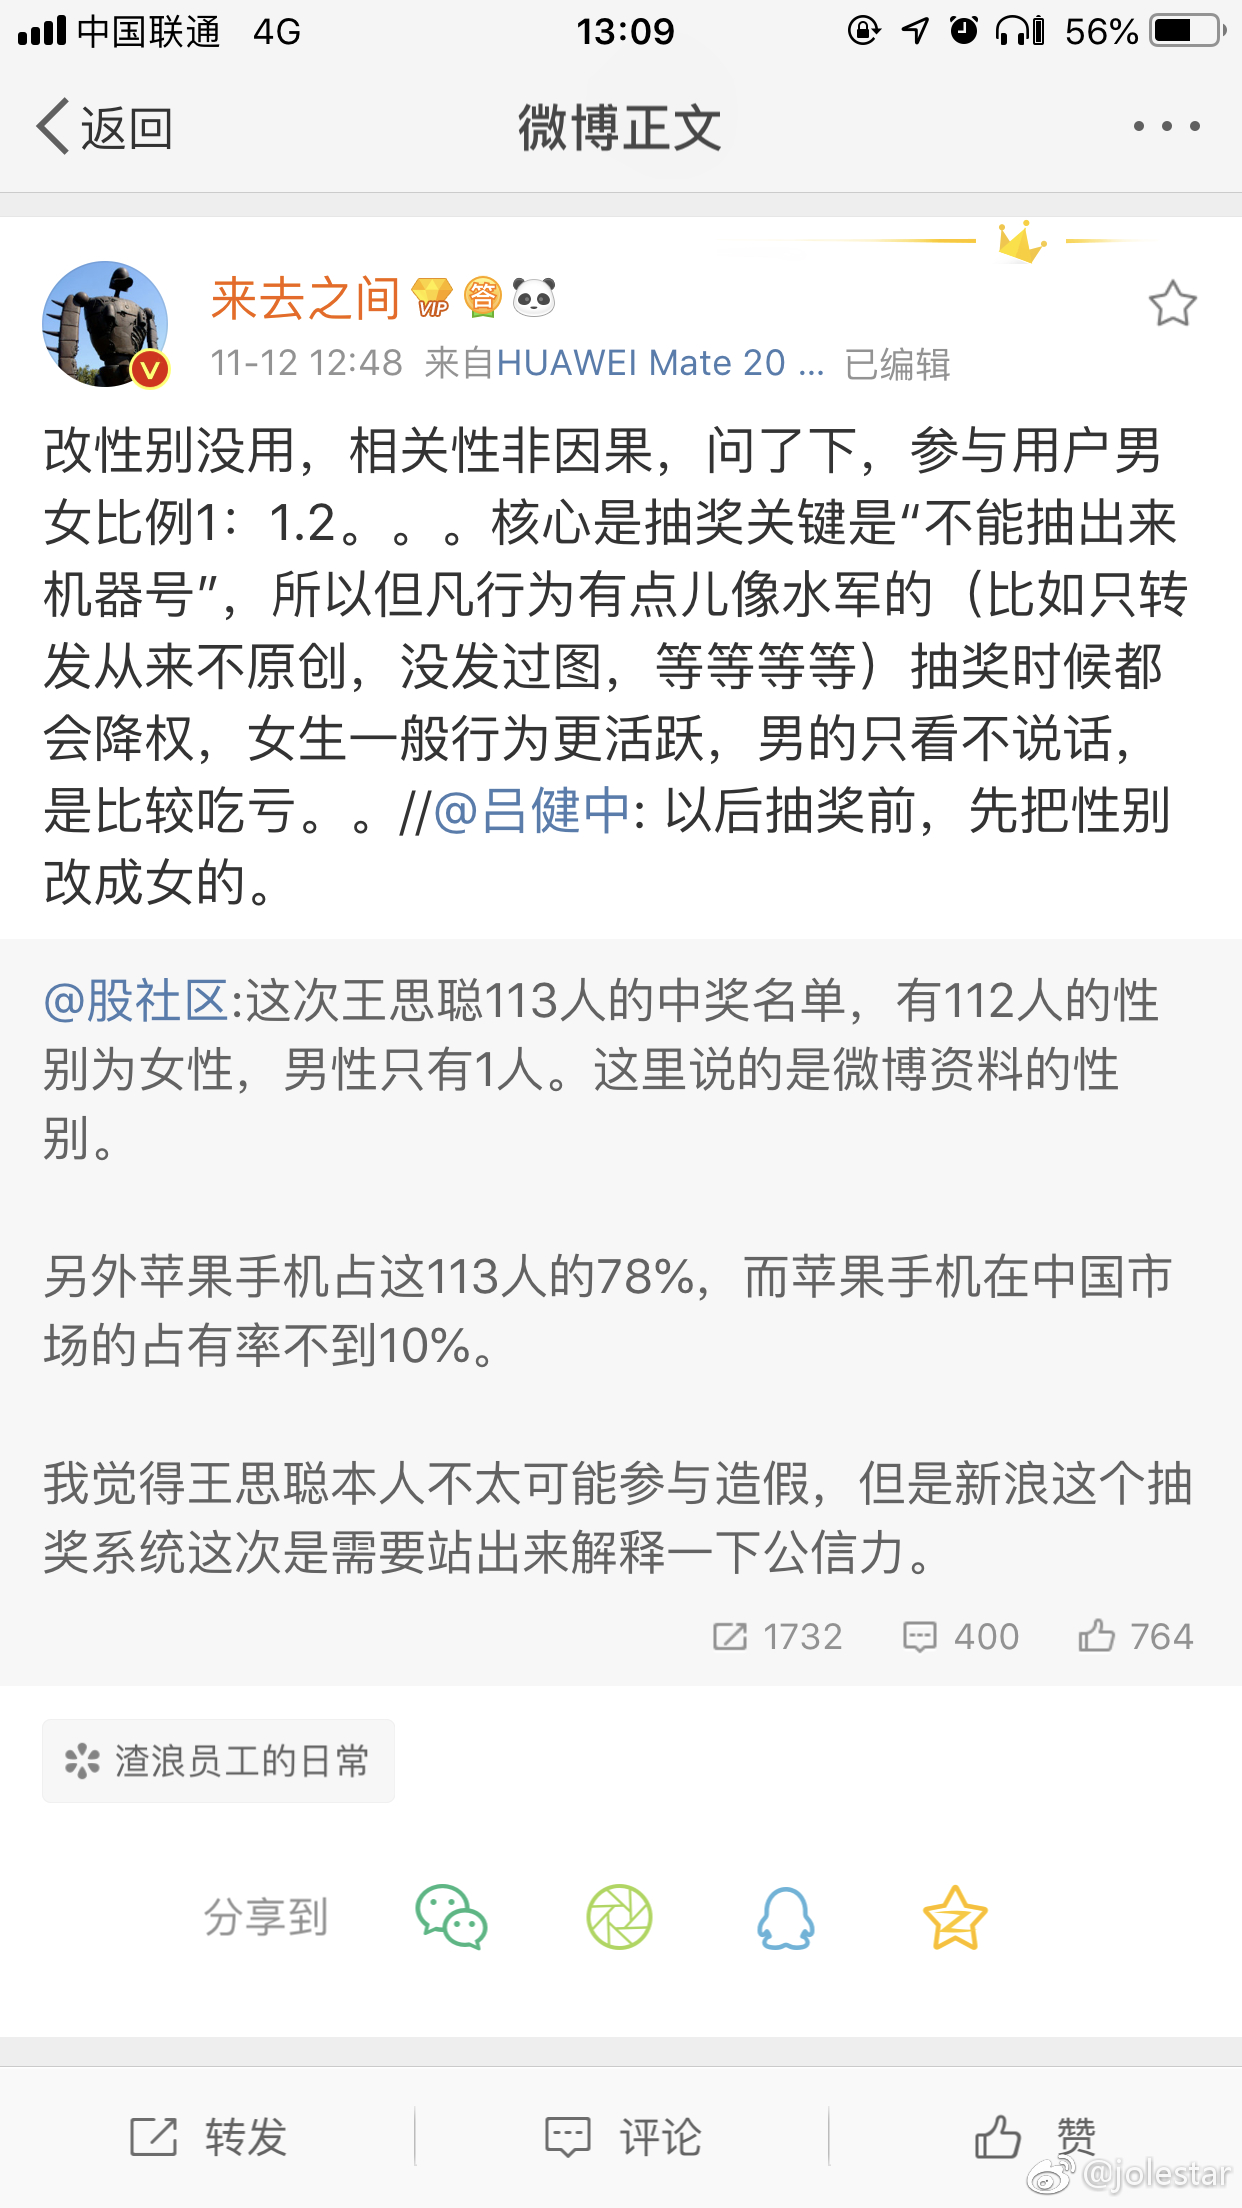 中国联通 4G 13:09 56%
返回 微博正文
来去之间 VIP 答
11-12 12:48 来自HUAWEI Mate 20 ... 已编辑
改性别没用，相关性非因果，问了下，参与用户男
女比例1：1.2。。。核心是抽奖关键是“不能抽出来
机器号”，所以但凡行为有点儿像水军的（比如只转
发从来不原创，没发过图，等等等等）抽奖时候都
会降权，女生一般行为更活跃，男的只看不说话，
是比较吃亏。。//@吕健中: 以后抽奖前，先把性别
改成女的。
@股社区:这次王思聪113人的中奖名单，有112人的性
别为女性，男性只有1人。这里说的是微博资料的性
别。
另外苹果手机占这113人的78%，而苹果手机在中国市
场的占有率不到10%。
我觉得王思聪本人不太可能参与造假，但是新浪这个抽
奖系统这次是需要站出来解释一下公信力。
1732 400 764
渣浪员工的日常
分享到
转发 评论 赞
@jolestar